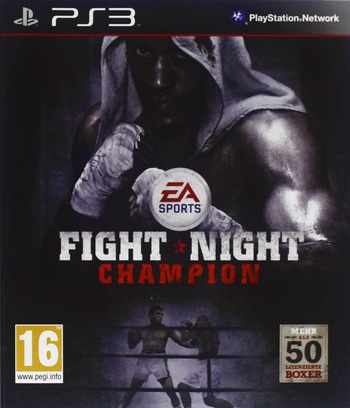 PS3
PlayStation®Network
EA
SPORTS
FIGHT NIGHT
CHAMPION
16
www.pegi.info
MEHR
ALS
50
LIZENZIERTE
BOXER